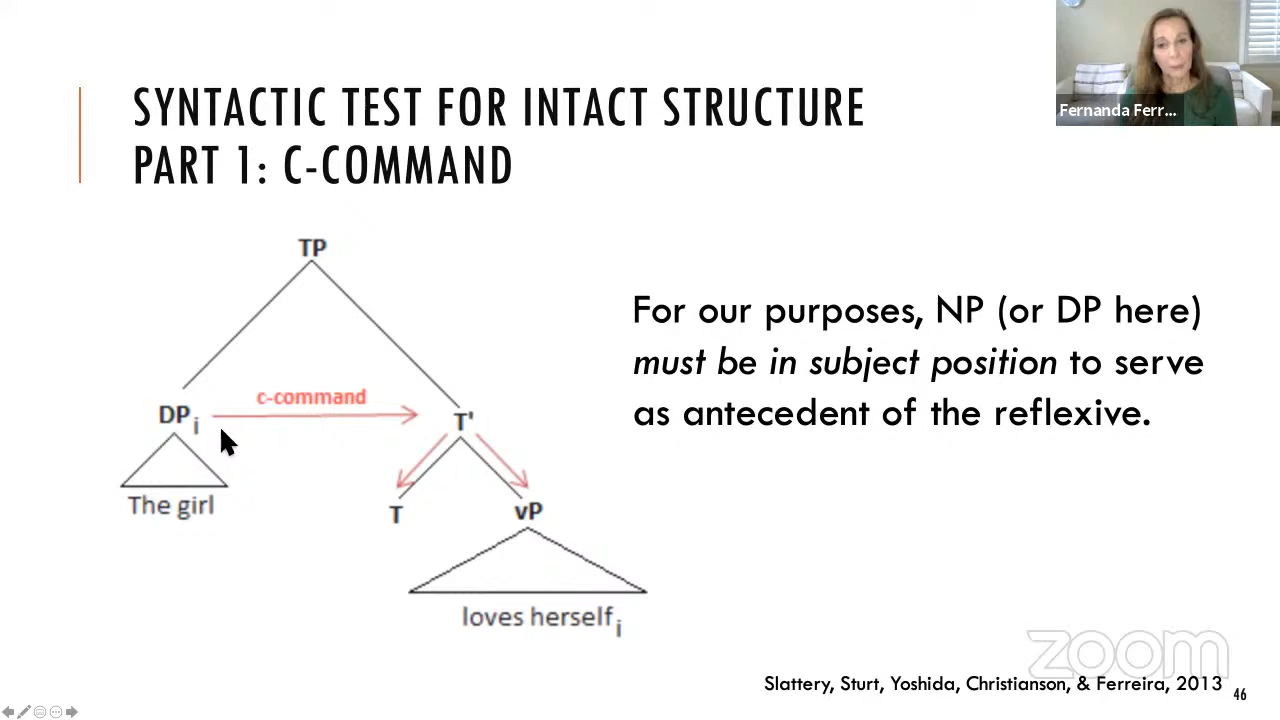 SYNTACTIC TEST FOR INTACT STRUCTURE
PART 1: C-COMMAND
Fernanda Ferr...
TP
c-command
DPi
T'
The girl
T
vP
loves herselfi
For our purposes, NP (or DP here)
must be in subject position to serve
as antecedent of the reflexive.
zoom
Slattery, Sturt, Yoshida, Christianson, & Ferreira, 2013
46